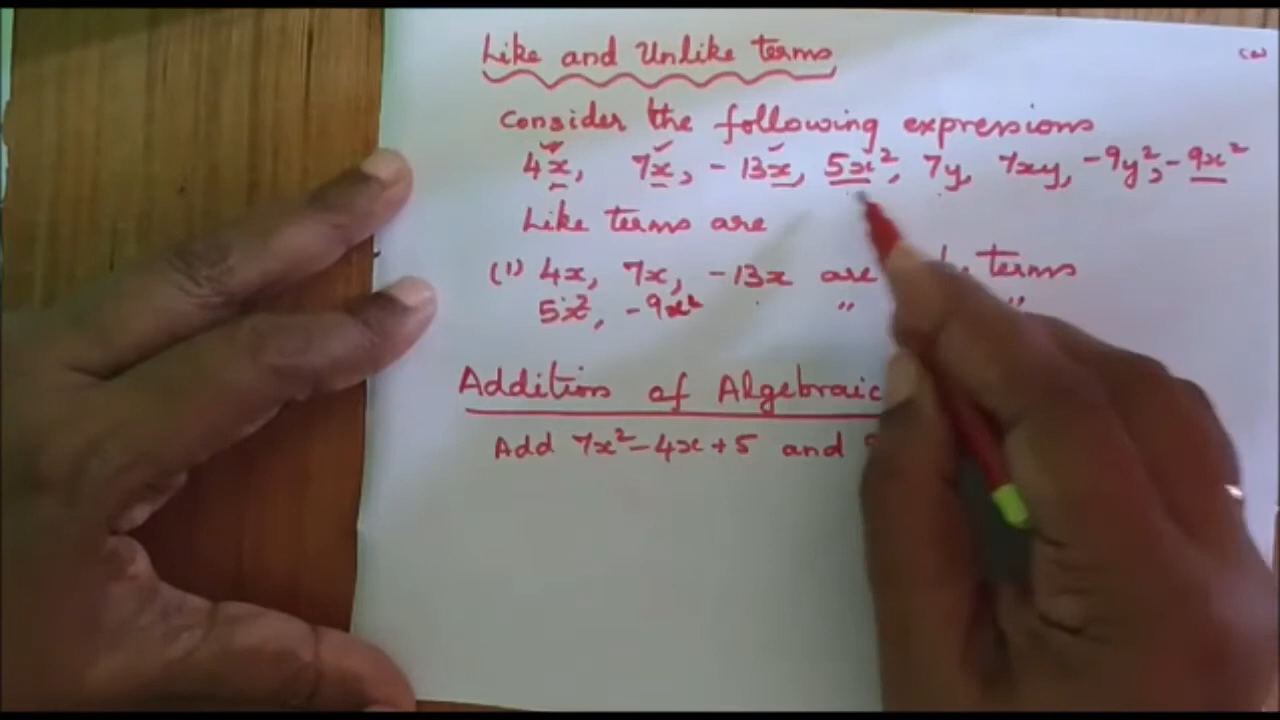 Like and Unlike terms
Consider the following expressions
4x, 7x, - 13x, 5x², 7y, 7xy, -9y², - 9x²
Like terms are
(1) 4x, 7x, -13x are terms
5x², -9x² " "
Addition of Algebraic
Add 7x²-4x+5 and